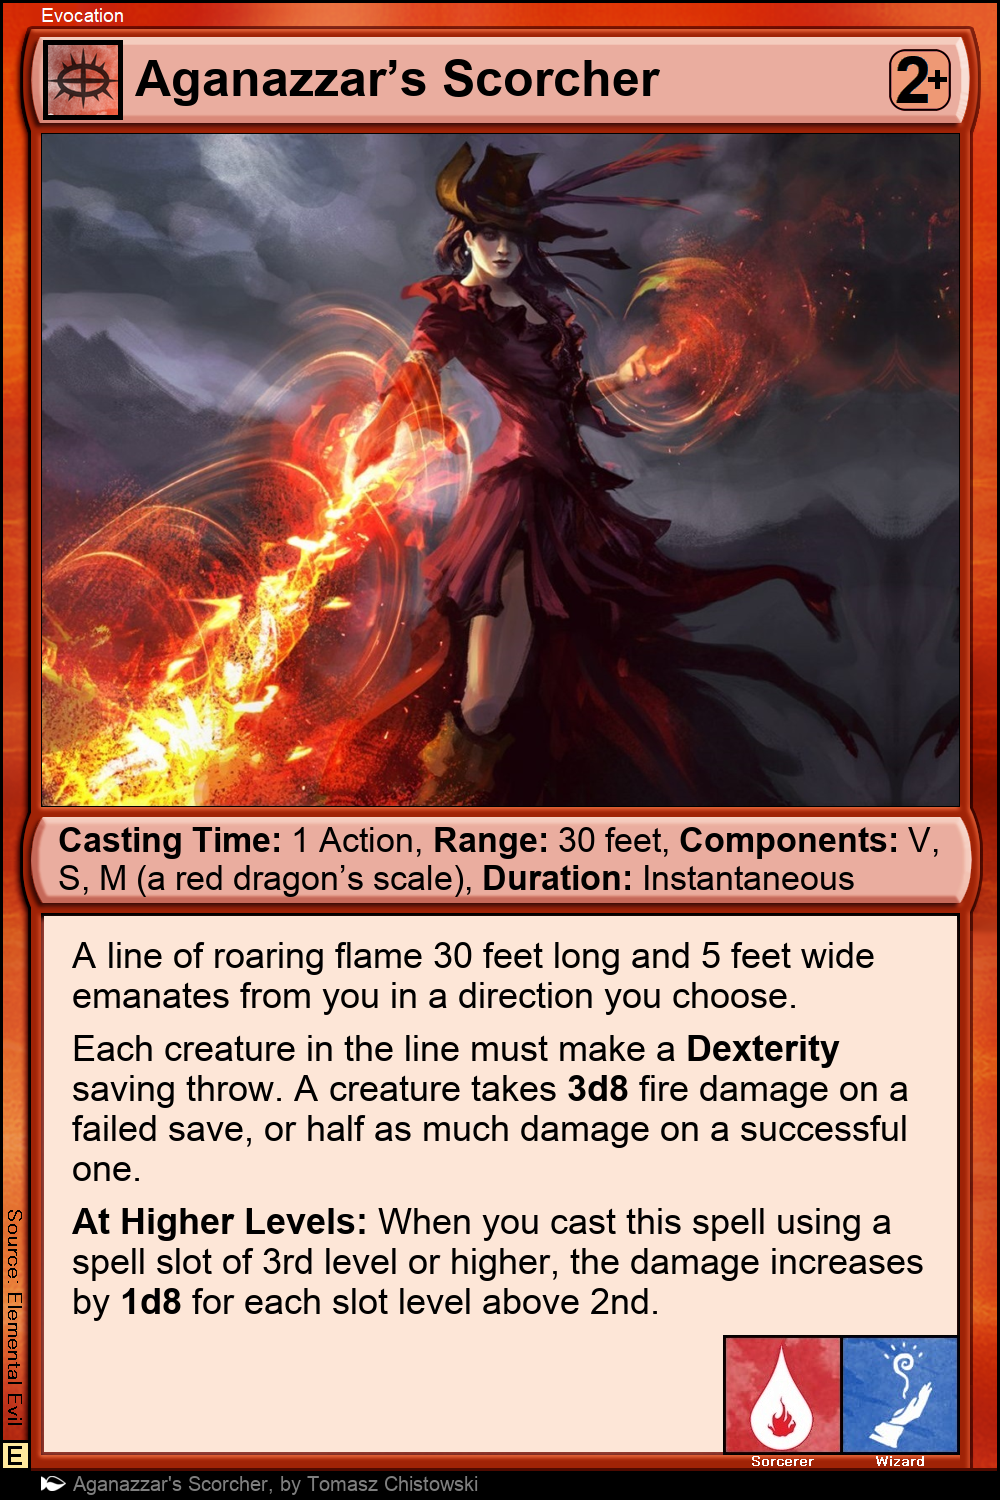 Evocation
Aganazzar’s Scorcher
2+
Casting Time: 1 Action, Range: 30 feet, Components: V,
S, M (a red dragon’s scale), Duration: Instantaneous
A line of roaring flame 30 feet long and 5 feet wide
emanates from you in a direction you choose.
Each creature in the line must make a Dexterity
saving throw. A creature takes 3d8 fire damage on a
failed save, or half as much damage on a successful
one.
At Higher Levels: When you cast this spell using a
spell slot of 3rd level or higher, the damage increases
by 1d8 for each slot level above 2nd.
Source: Elemental Evil
E
Sorcerer
Wizard
Aganazzar's Scorcher, by Tomasz Chistowski